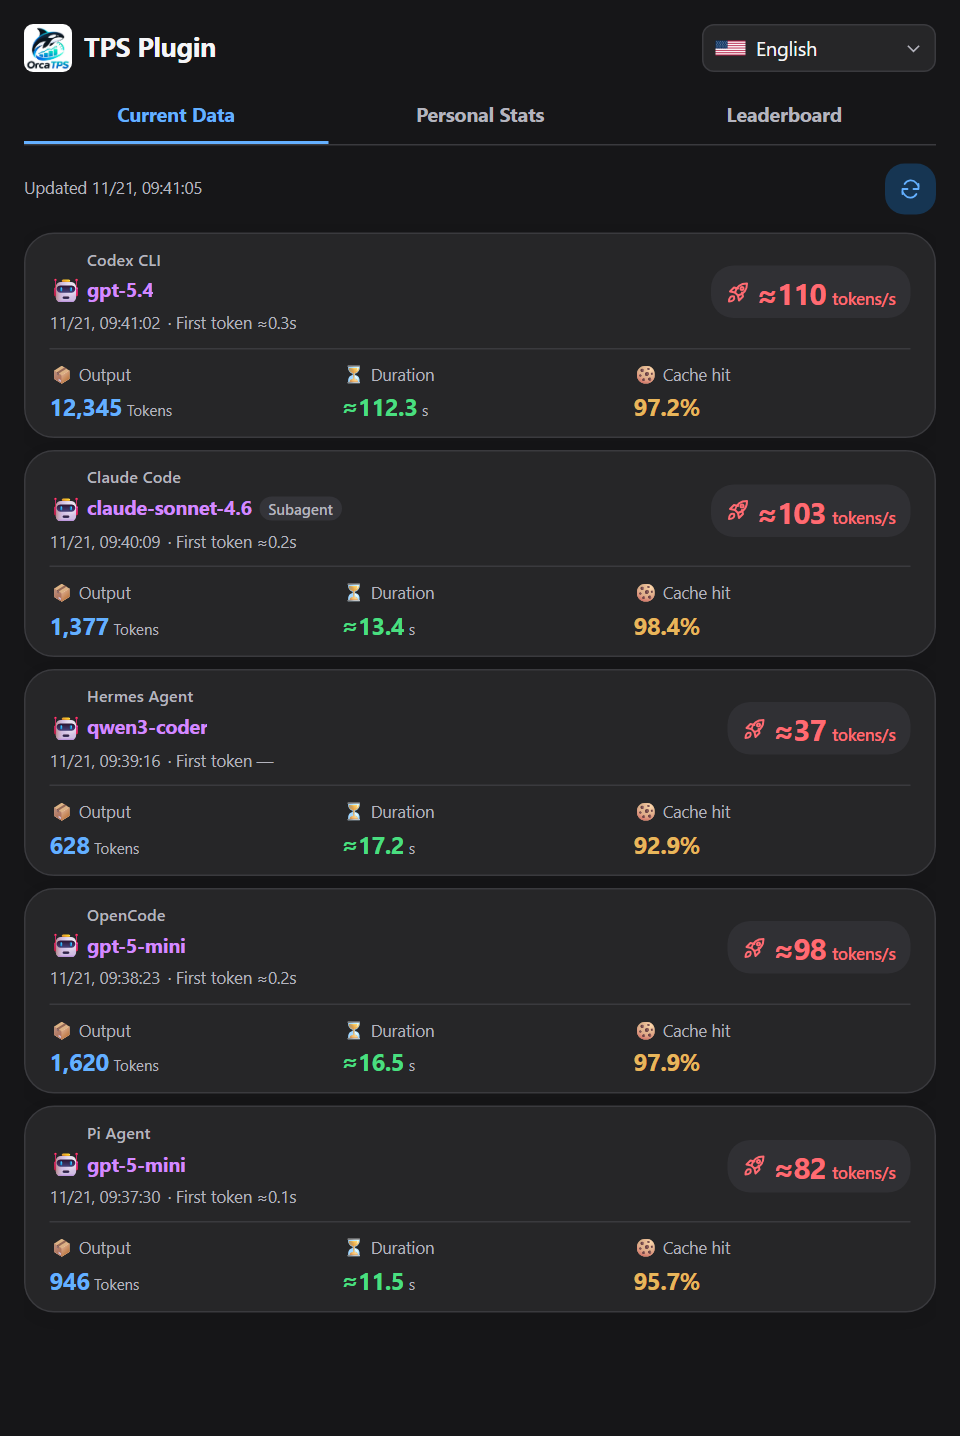 OrcaTPS
TPS Plugin
English
Current Data
Personal Stats
Leaderboard
Updated 11/21, 09:41:05
Codex CLI
gpt-5.4
11/21, 09:41:02 · First token ≈0.3s
≈110 tokens/s
Output
Duration
Cache hit
12,345 Tokens
≈112.3 s
97.2%
Claude Code
claude-sonnet-4.6 Subagent
11/21, 09:40:09 · First token ≈0.2s
≈103 tokens/s
Output
Duration
Cache hit
1,377 Tokens
≈13.4 s
98.4%
Hermes Agent
qwen3-coder
11/21, 09:39:16 · First token —
≈37 tokens/s
Output
Duration
Cache hit
628 Tokens
≈17.2 s
92.9%
OpenCode
gpt-5-mini
11/21, 09:38:23 · First token ≈0.2s
≈98 tokens/s
Output
Duration
Cache hit
1,620 Tokens
≈16.5 s
97.9%
Pi Agent
gpt-5-mini
11/21, 09:37:30 · First token ≈0.1s
≈82 tokens/s
Output
Duration
Cache hit
946 Tokens
≈11.5 s
95.7%